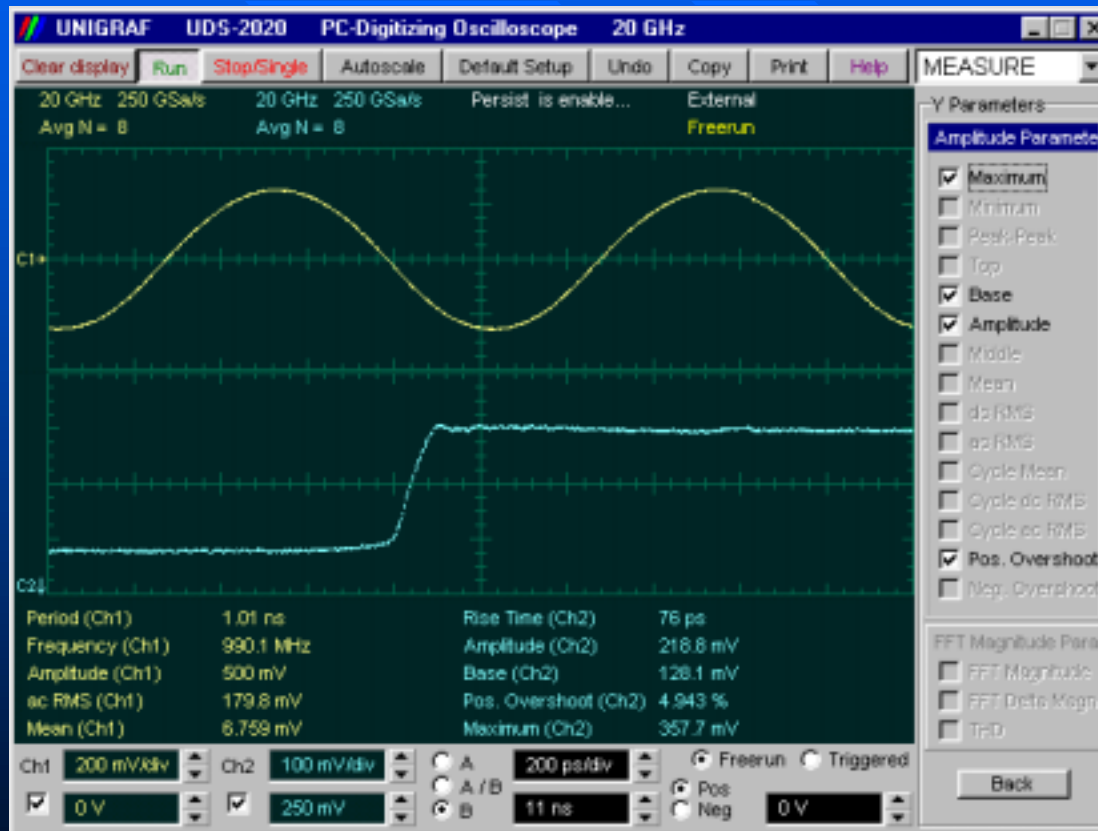 UNIGRAF UDS-2020 PC-Digitizing Oscilloscope 20 GHz
Clear display Run Stop/Single Autoscale Default Setup Undo Copy Print Help MEASURE
20 GHz 250 GSa/s 20 GHz 250 GSa/s Persist is enable... External
Avg N = 8 Avg N = 8 Freerun
C1
C2
Period (Ch1) 1.01 ns Rise Time (Ch2) 76 ps
Frequency (Ch1) 990.1 MHz Amplitude (Ch2) 218.8 mV
Amplitude (Ch1) 500 mV Base (Ch2) 128.1 mV
ac RMS (Ch1) 179.8 mV Pos. Overshoot (Ch2) 4.943 %
Mean (Ch1) 6.759 mV Maximum (Ch2) 357.7 mV
Ch1 200 mV/div Ch2 100 mV/div A 200 ps/div Freerun Triggered
A / B Pos
0 V 250 mV B 11 ns Neg 0 V
Y Parameters
Amplitude Paramete
Maximum
Minimum
Peak-Peak
Top
Base
Amplitude
Middle
Mean
dc RMS
ac RMS
Cycle Mean
Cycle dc RMS
Cycle ac RMS
Pos. Overshoot
Neg. Overshoot
FFT Magnitude Para
FFT Magnitude
FFT Delta Magn
THD
Back